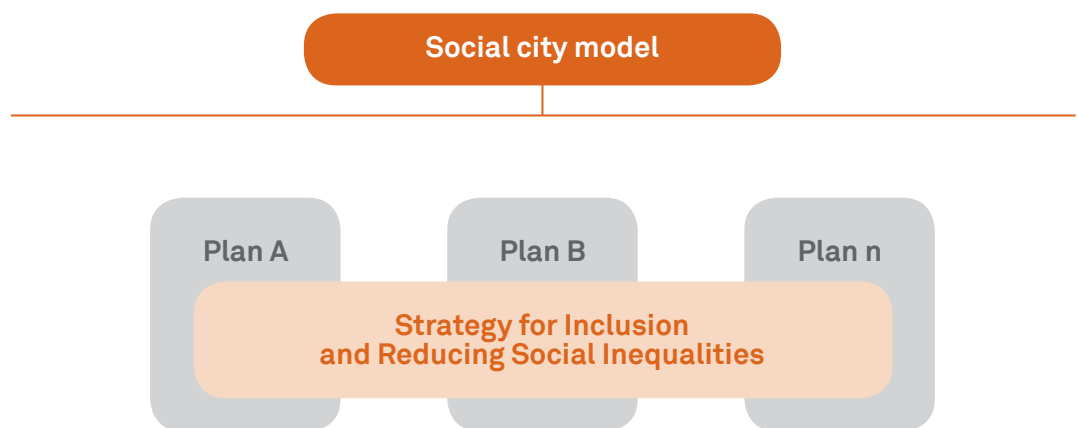 Social city model
Plan A
Plan B
Plan n
Strategy for Inclusion
and Reducing Social Inequalities